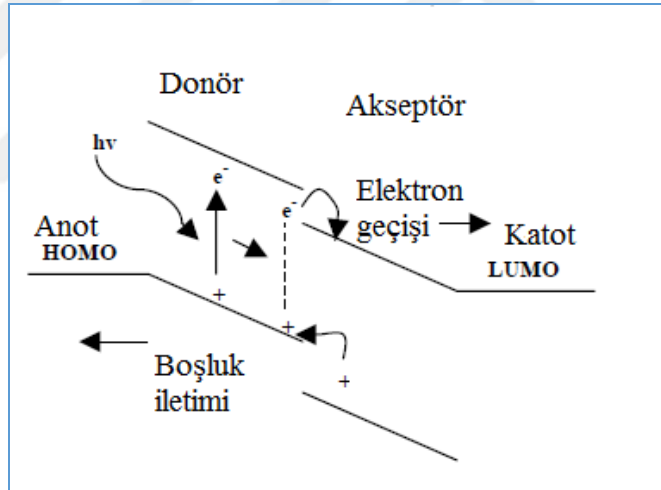 Donör
Akseptör
hv
e-
e-
Elektron
geçişi
Anot
HOMO
Katot
LUMO
+
+
+
Boşluk
iletimi